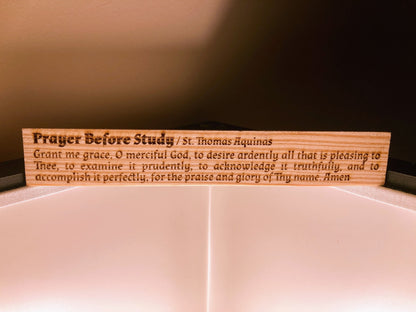 Prayer Before Study / St. Thomas Aquinas
Grant me grace, O merciful God, to desire ardently all that is pleasing to
Thee, to examine it prudently, to acknowledge it truthfully, and to
accomplish it perfectly, for the praise and glory of Thy name. Amen